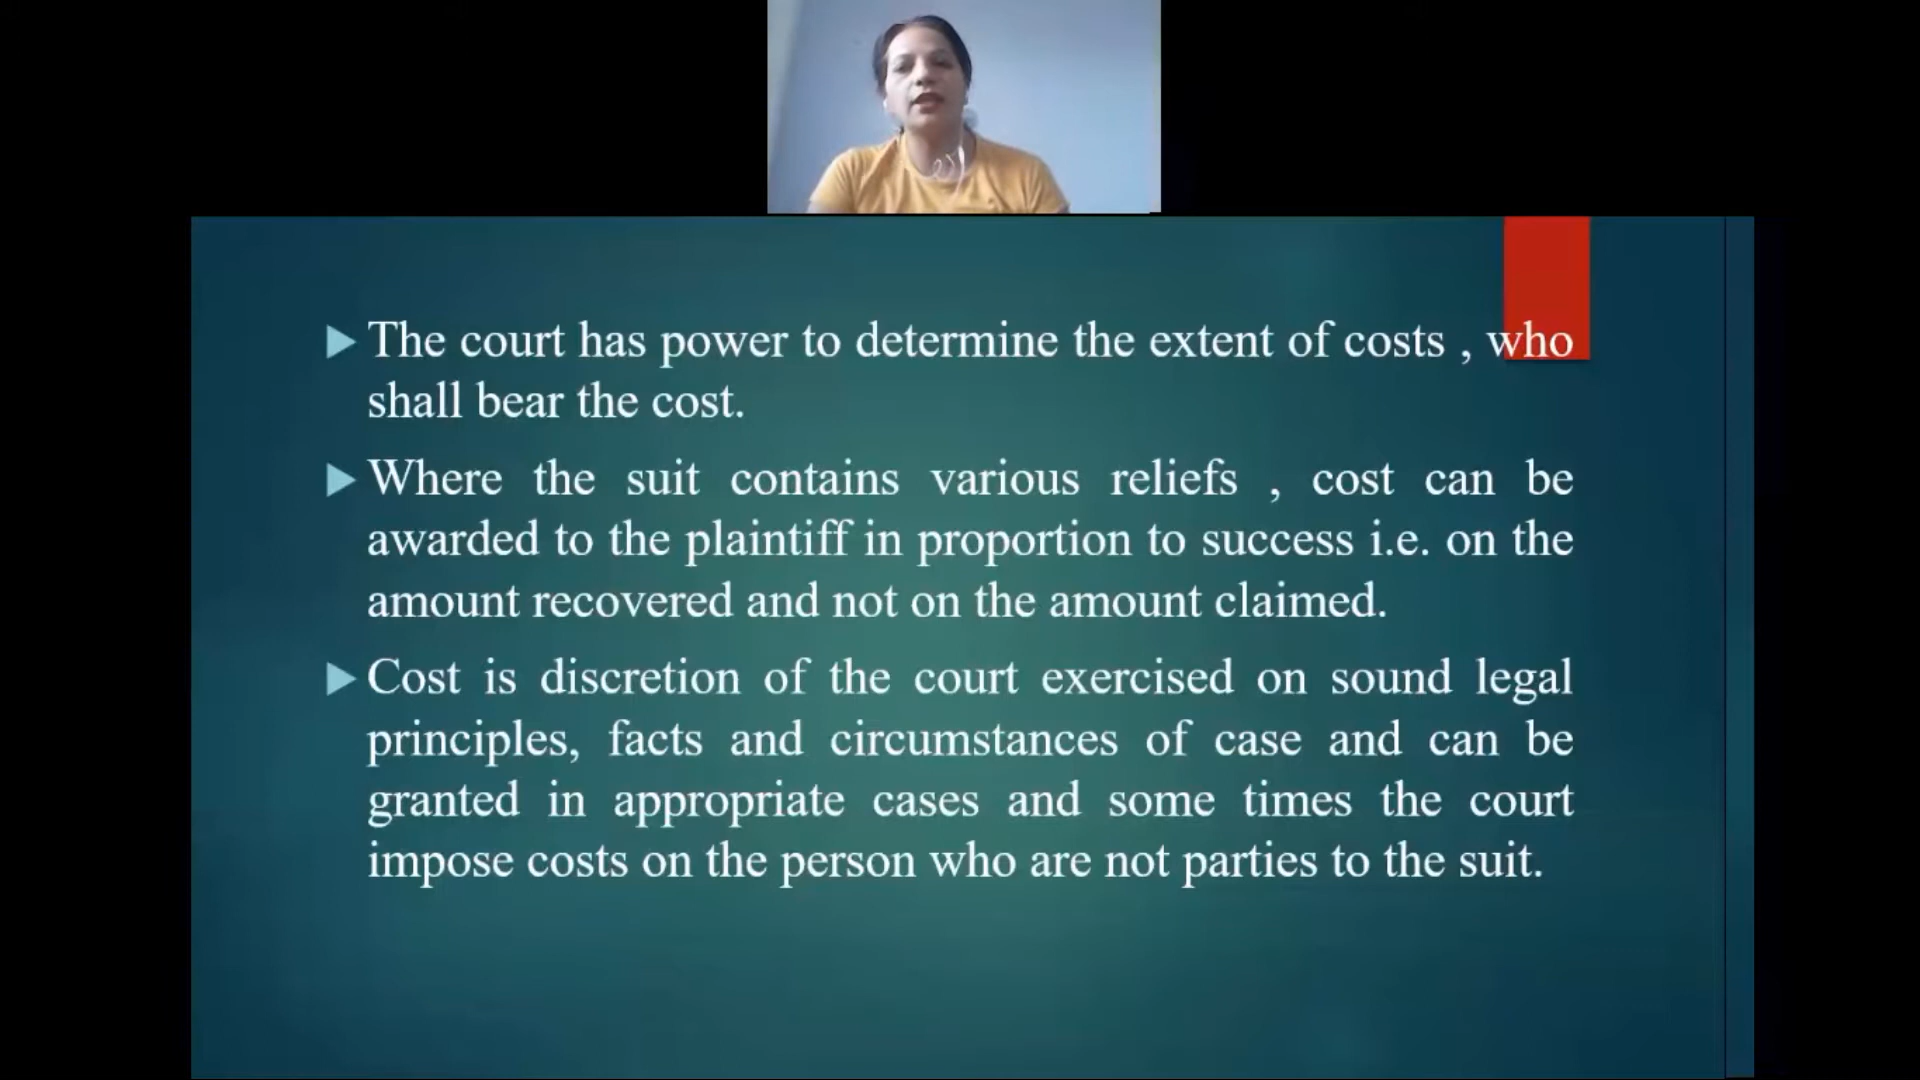 The court has power to determine the extent of costs , who
shall bear the cost.
Where the suit contains various reliefs , cost can be
awarded to the plaintiff in proportion to success i.e. on the
amount recovered and not on the amount claimed.
Cost is discretion of the court exercised on sound legal
principles, facts and circumstances of case and can be
granted in appropriate cases and some times the court
impose costs on the person who are not parties to the suit.